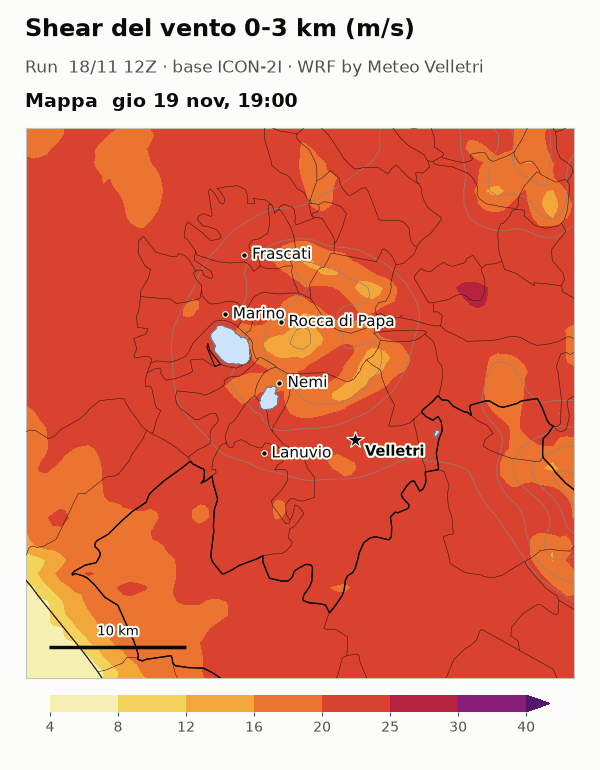 Shear del vento 0-3 km (m/s)
Run  18/11 12Z · base ICON-2I · WRF by Meteo Velletri
Mappa  gio 19 nov, 19:00
Frascati
Marino
Rocca di Papa
Nemi
Velletri
Lanuvio
10 km
4 8 12 16 20 25 30 40